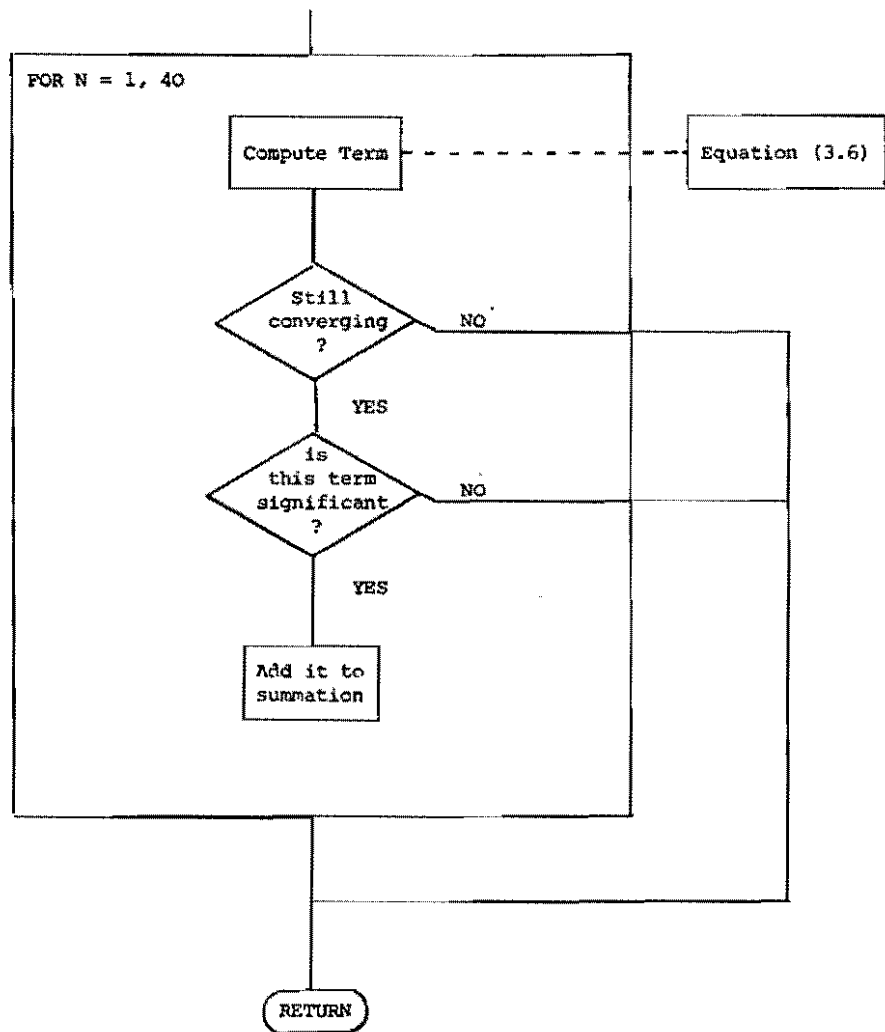 FOR N = 1, 40
Compute Term
Equation (3.6)
Still
converging
?
NO
YES
is
this term
significant
?
NO
YES
Add it to
summation
RETURN